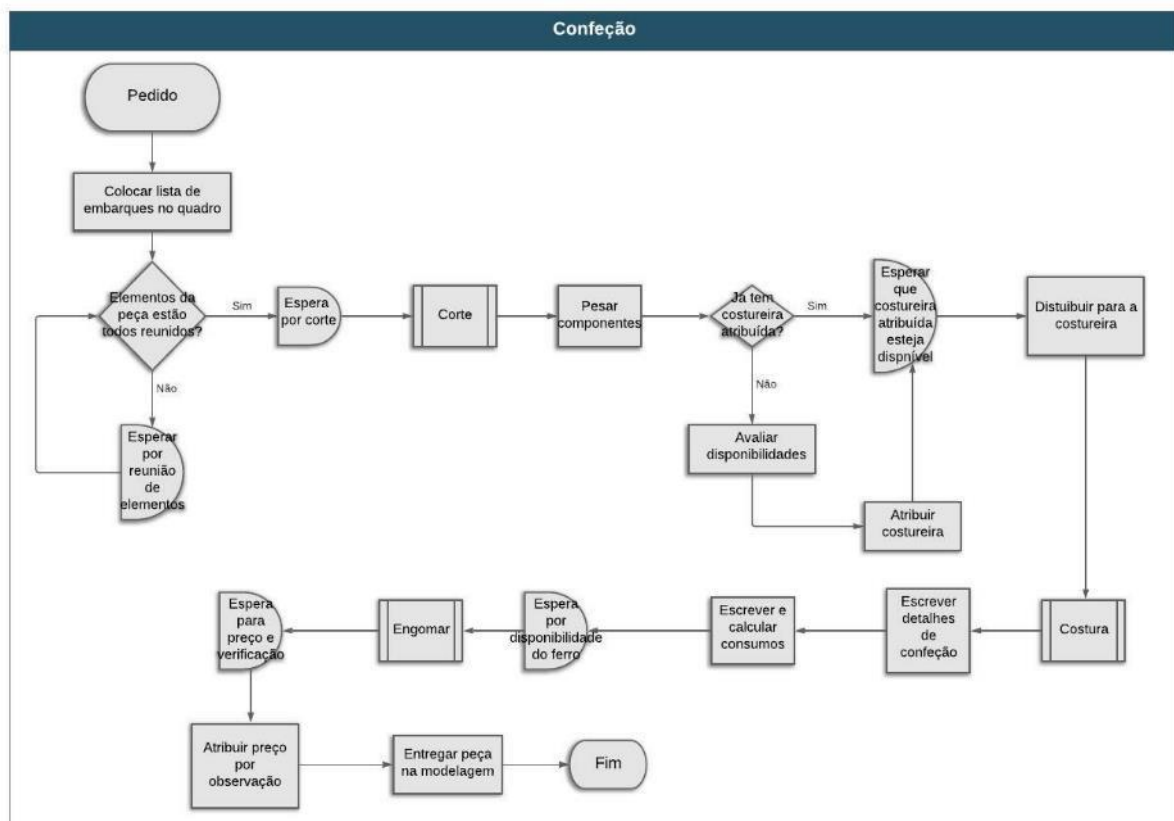 Confeção
Pedido
Colocar lista de
embarques no quadro
Elementos da
peça estão
todos reunidos?
Sim
Não
Esperar
por
reunião
de
elementos
Espera
por corte
Corte
Pesar
componentes
Já tem
costureira
atribuída?
Sim
Não
Avaliar
disponibilidades
Atribuir
costureira
Esperar
que
costureira
atribuída
esteja
dispnível
Distuibuir para a
costureira
Costura
Escrever
detalhes
de
confeção
Escrever e
calcular
consumos
Espera
por
disponibilidade
do ferro
Engomar
Espera
para
preço e
verificação
Atribuir preço
por
observação
Entregar peça
na modelagem
Fim